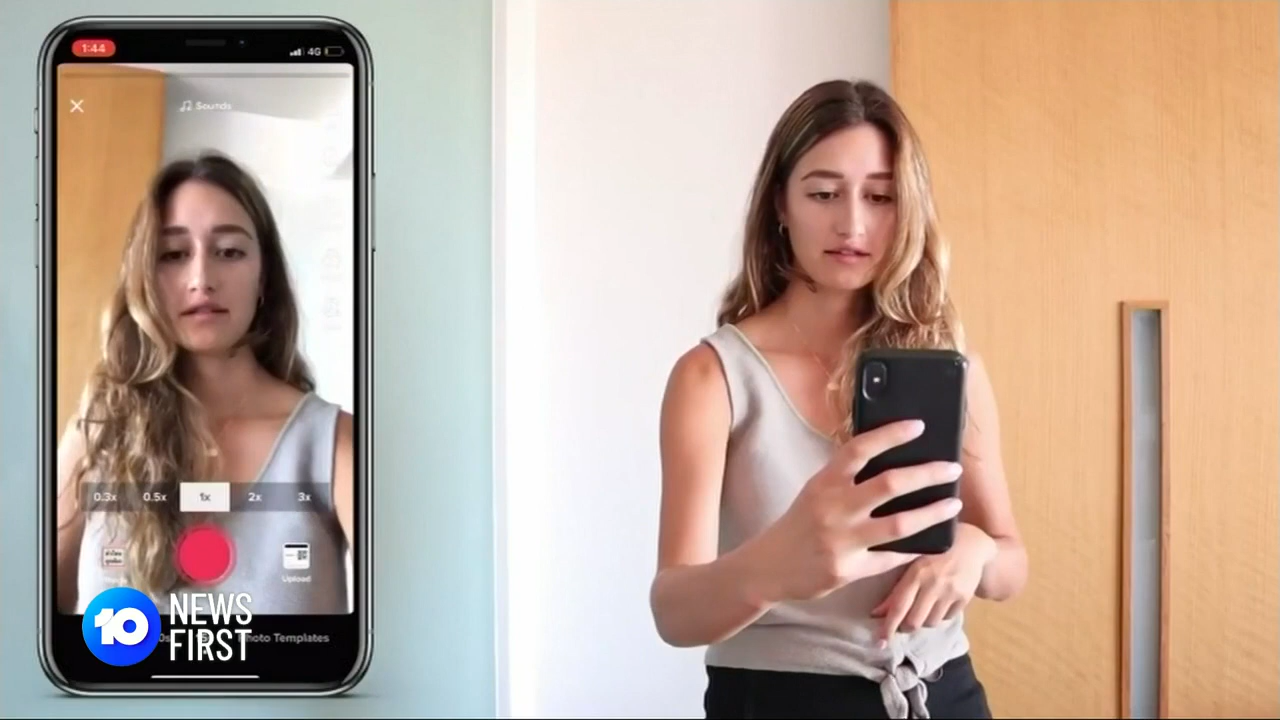 1:44
4G
Sounds
0.3x 0.5x 1x 2x 3x
Upload
Photo Templates
10 NEWS
FIRST